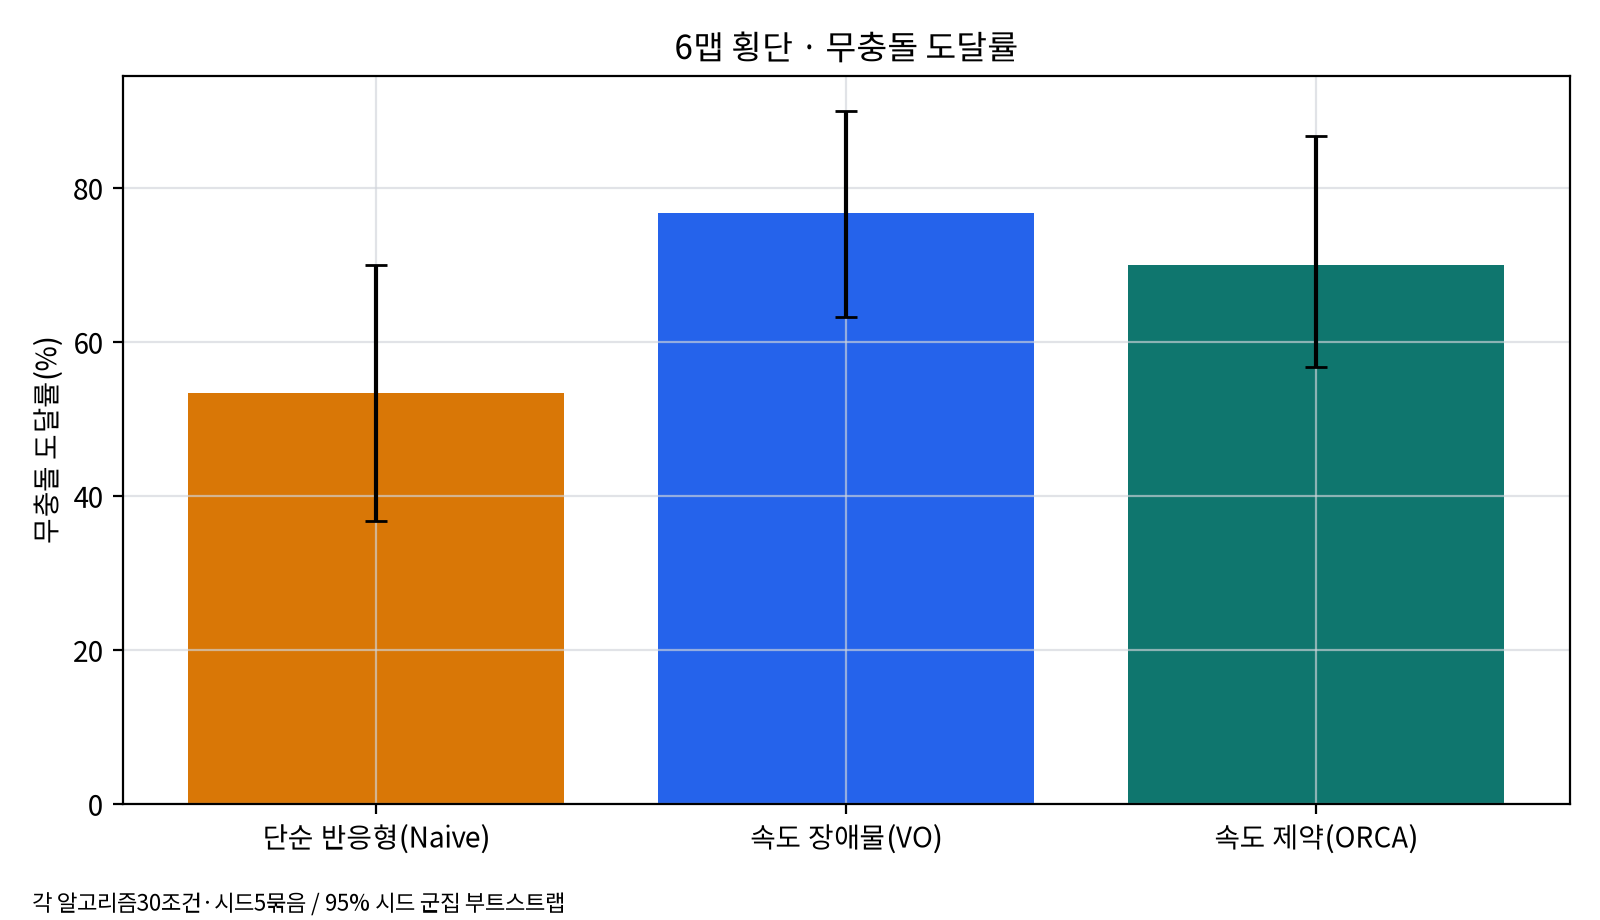 6맵 횡단 · 무충돌 도달률
무충돌 도달률(%)
80
60
40
20
0
단순 반응형(Naive)
속도 장애물(VO)
속도 제약(ORCA)
각 알고리즘30조건·시드5묶음 / 95% 시드 군집 부트스트랩